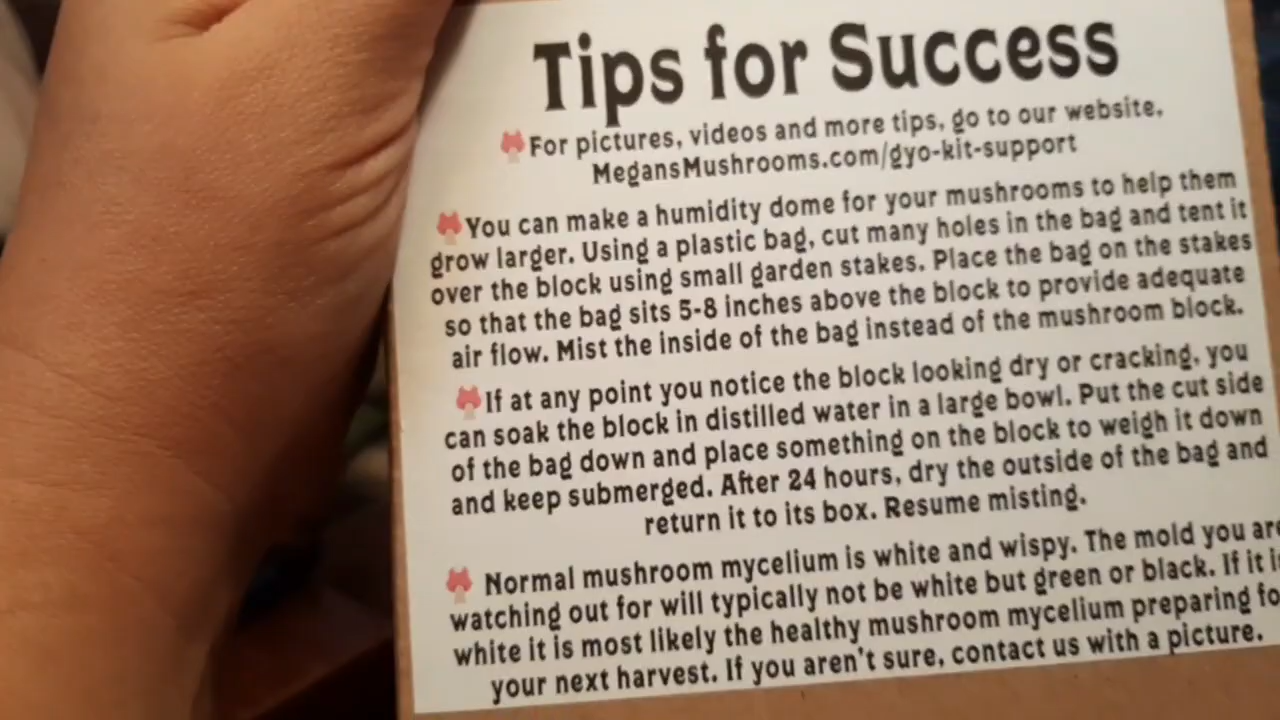 Tips for Success
For pictures, videos and more tips, go to our website,
MegansMushrooms.com/gyo-kit-support
You can make a humidity dome for your mushrooms to help them
grow larger. Using a plastic bag, cut many holes in the bag and tent it
over the block using small garden stakes. Place the bag on the stakes
so that the bag sits 5-8 inches above the block to provide adequate
air flow. Mist the inside of the bag instead of the mushroom block.
If at any point you notice the block looking dry or cracking, you
can soak the block in distilled water in a large bowl. Put the cut side
of the bag down and place something on the block to weigh it down
and keep submerged. After 24 hours, dry the outside of the bag and
return it to its box. Resume misting.
Normal mushroom mycelium is white and wispy. The mold you are
watching out for will typically not be white but green or black. If it
white it is most likely the healthy mushroom mycelium preparing
your next harvest. If you aren't sure, contact us with a picture.